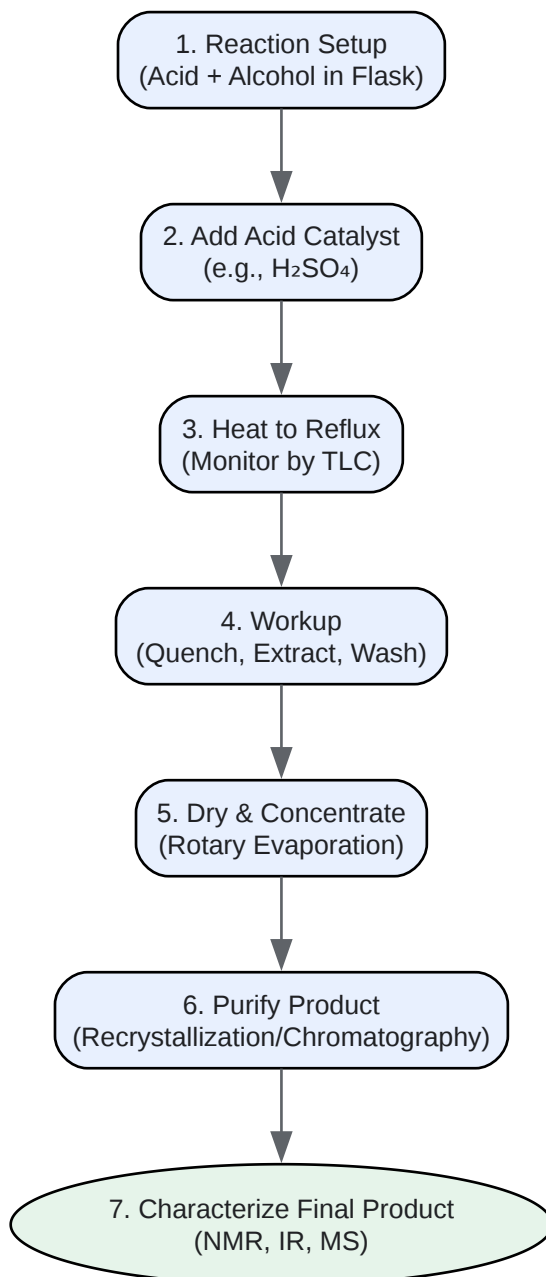 1. Reaction Setup
(Acid + Alcohol in Flask)
2. Add Acid Catalyst
(e.g., H₂SO₄)
3. Heat to Reflux
(Monitor by TLC)
4. Workup
(Quench, Extract, Wash)
5. Dry & Concentrate
(Rotary Evaporation)
6. Purify Product
(Recrystallization/Chromatography)
7. Characterize Final Product
(NMR, IR, MS)